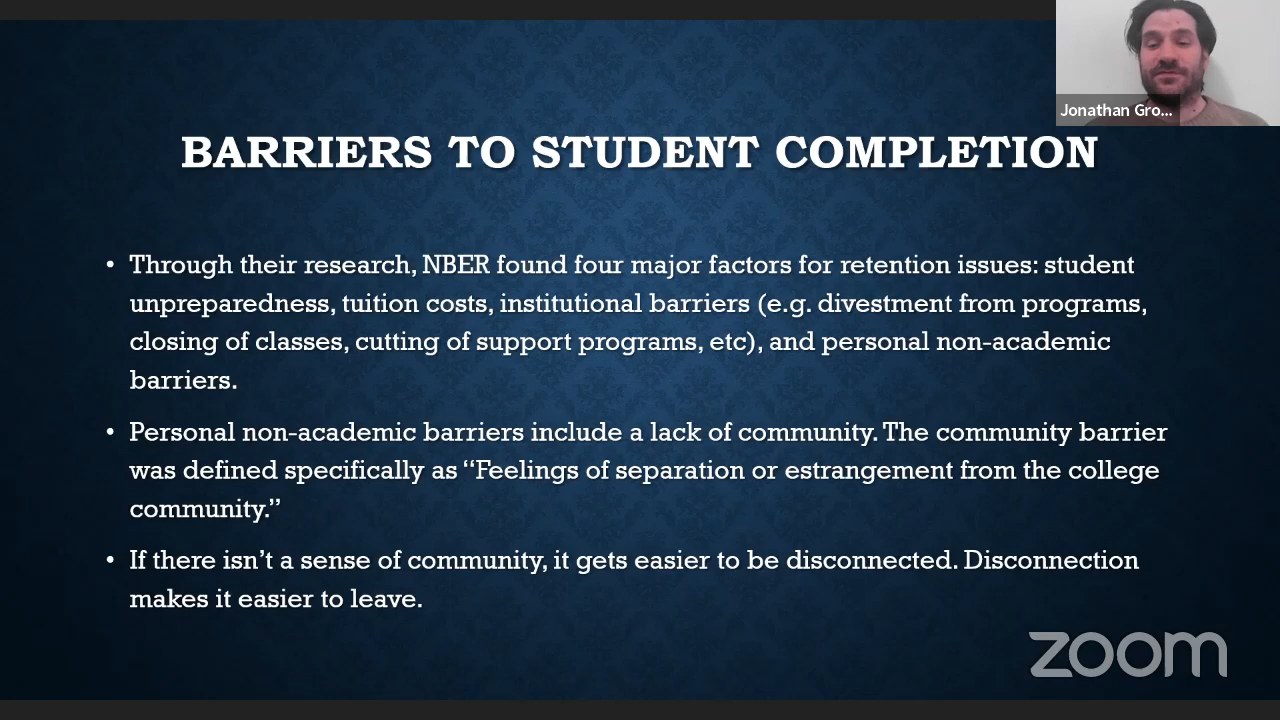 Jonathan Gro...
BARRIERS TO STUDENT COMPLETION
• Through their research, NBER found four major factors for retention issues: student
unpreparedness, tuition costs, institutional barriers (e.g. divestment from programs,
closing of classes, cutting of support programs, etc), and personal non-academic
barriers.
• Personal non-academic barriers include a lack of community. The community barrier
was defined specifically as “Feelings of separation or estrangement from the college
community.”
• If there isn’t a sense of community, it gets easier to be disconnected. Disconnection
makes it easier to leave.
zoom